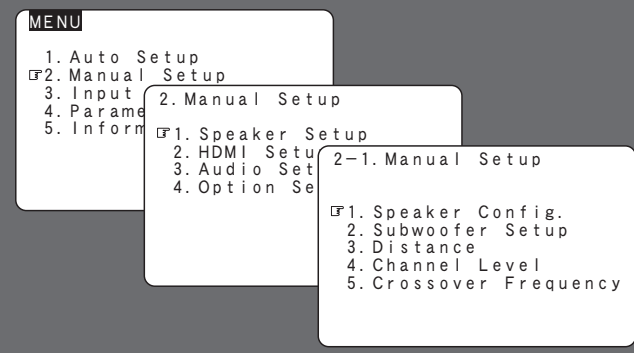 MENU
1. Auto Setup
☞2. Manual Setup
3. Input
4. Parame
5. Inform
2. Manual Setup
☞1. Speaker Setup
2. HDMI Setu
3. Audio Set
4. Option Se
2-1. Manual Setup
☞1. Speaker Config.
2. Subwoofer Setup
3. Distance
4. Channel Level
5. Crossover Frequency